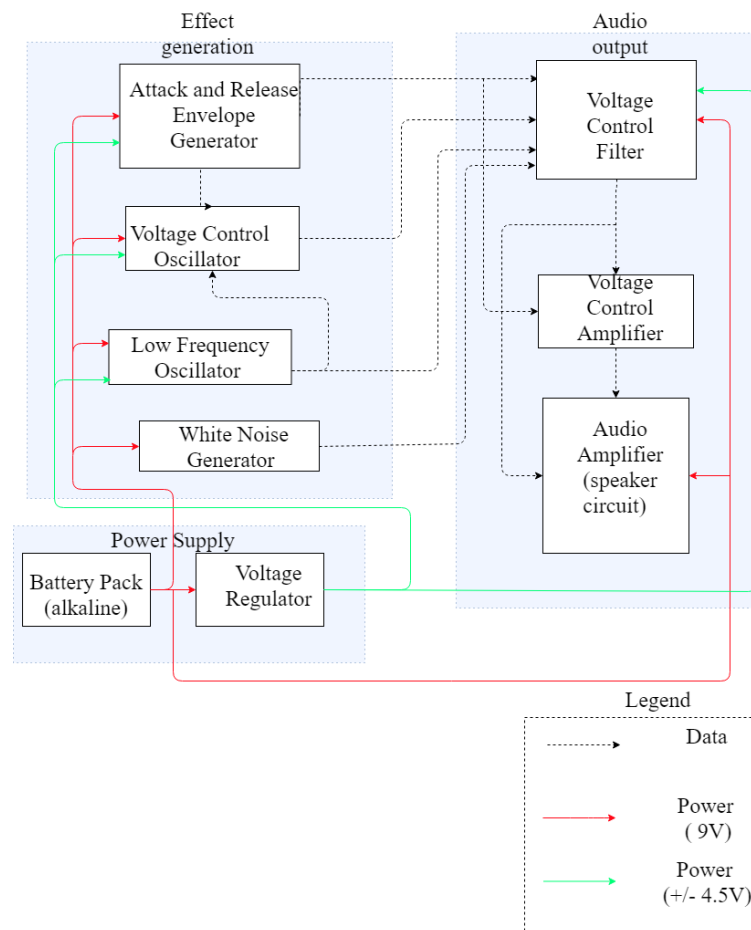 Effect
generation
Attack and Release
Envelope
Generator
Voltage Control
Oscillator
Low Frequency
Oscillator
White Noise
Generator
Audio
output
Voltage
Control
Filter
Voltage
Control
Amplifier
Audio
Amplifier
(speaker
circuit)
Power Supply
Battery Pack
(alkaline)
Voltage
Regulator
Legend
Data
Power
( 9V)
Power
(+/- 4.5V)